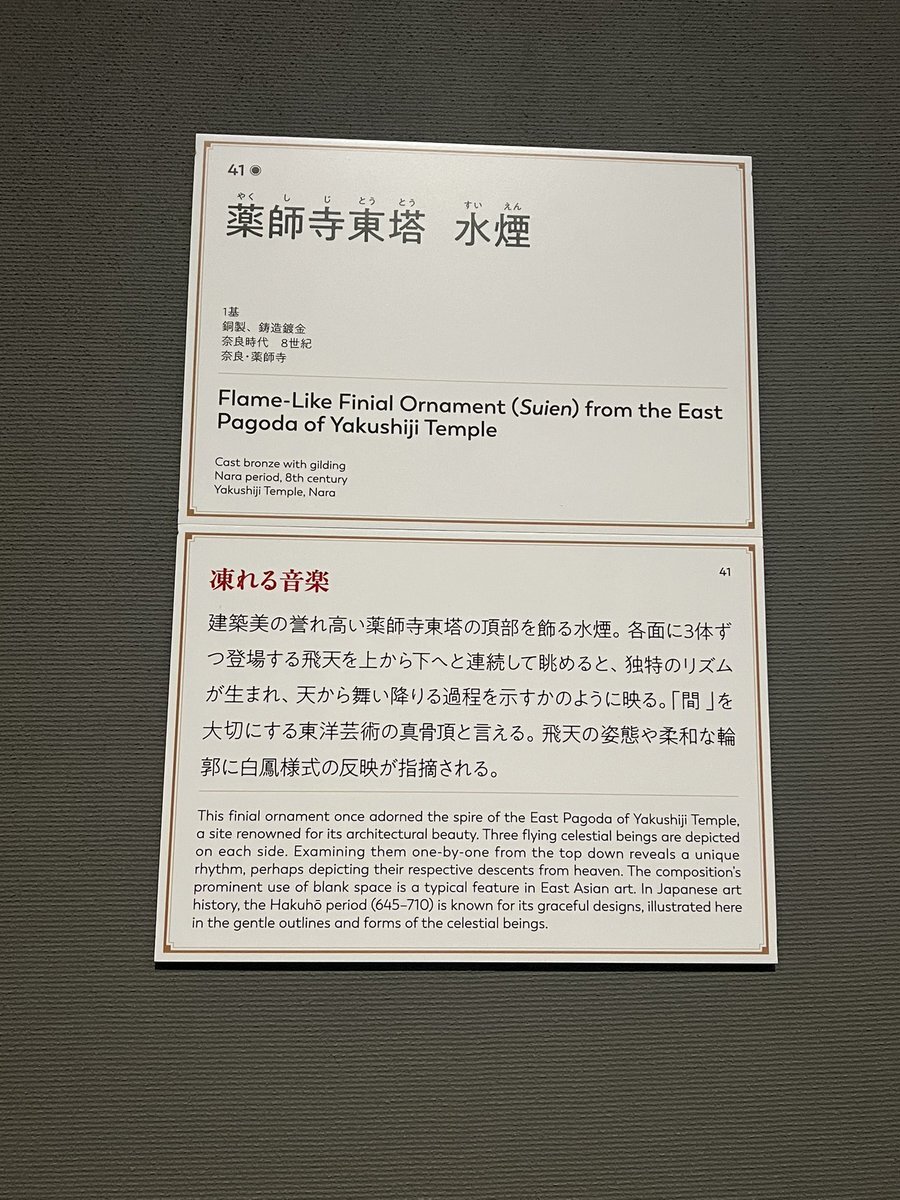 41◉
やくしじとうとう すいえん
薬師寺東塔 水煙
1基
銅製、鋳造鍍金
奈良時代 8世紀
奈良・薬師寺
Flame-Like Finial Ornament (Suien) from the East
Pagoda of Yakushiji Temple
Cast bronze with gilding
Nara period, 8th century
Yakushiji Temple, Nara
凍れる音楽
41
建築美の誉れ高い薬師寺東塔の頂部を飾る水煙。各面に3体ず
つ登場する飛天を上から下へと連続して眺めると、独特のリズム
が生まれ、天から舞い降りる過程を示すかのように映る。「間」を
大切にする東洋芸術の真骨頂と言える。飛天の姿態や柔和な輪
郭に白鳳様式の反映が指摘される。
This finial ornament once adorned the spire of the East Pagoda of Yakushiji Temple,
a site renowned for its architectural beauty. Three flying celestial beings are depicted
on each side. Examining them one-by-one from the top down reveals a unique
rhythm, perhaps depicting their respective descents from heaven. The composition's
prominent use of blank space is a typical feature in East Asian art. In Japanese art
history, the Hakuhō period (645–710) is known for its graceful designs, illustrated here
in the gentle outlines and forms of the celestial beings.